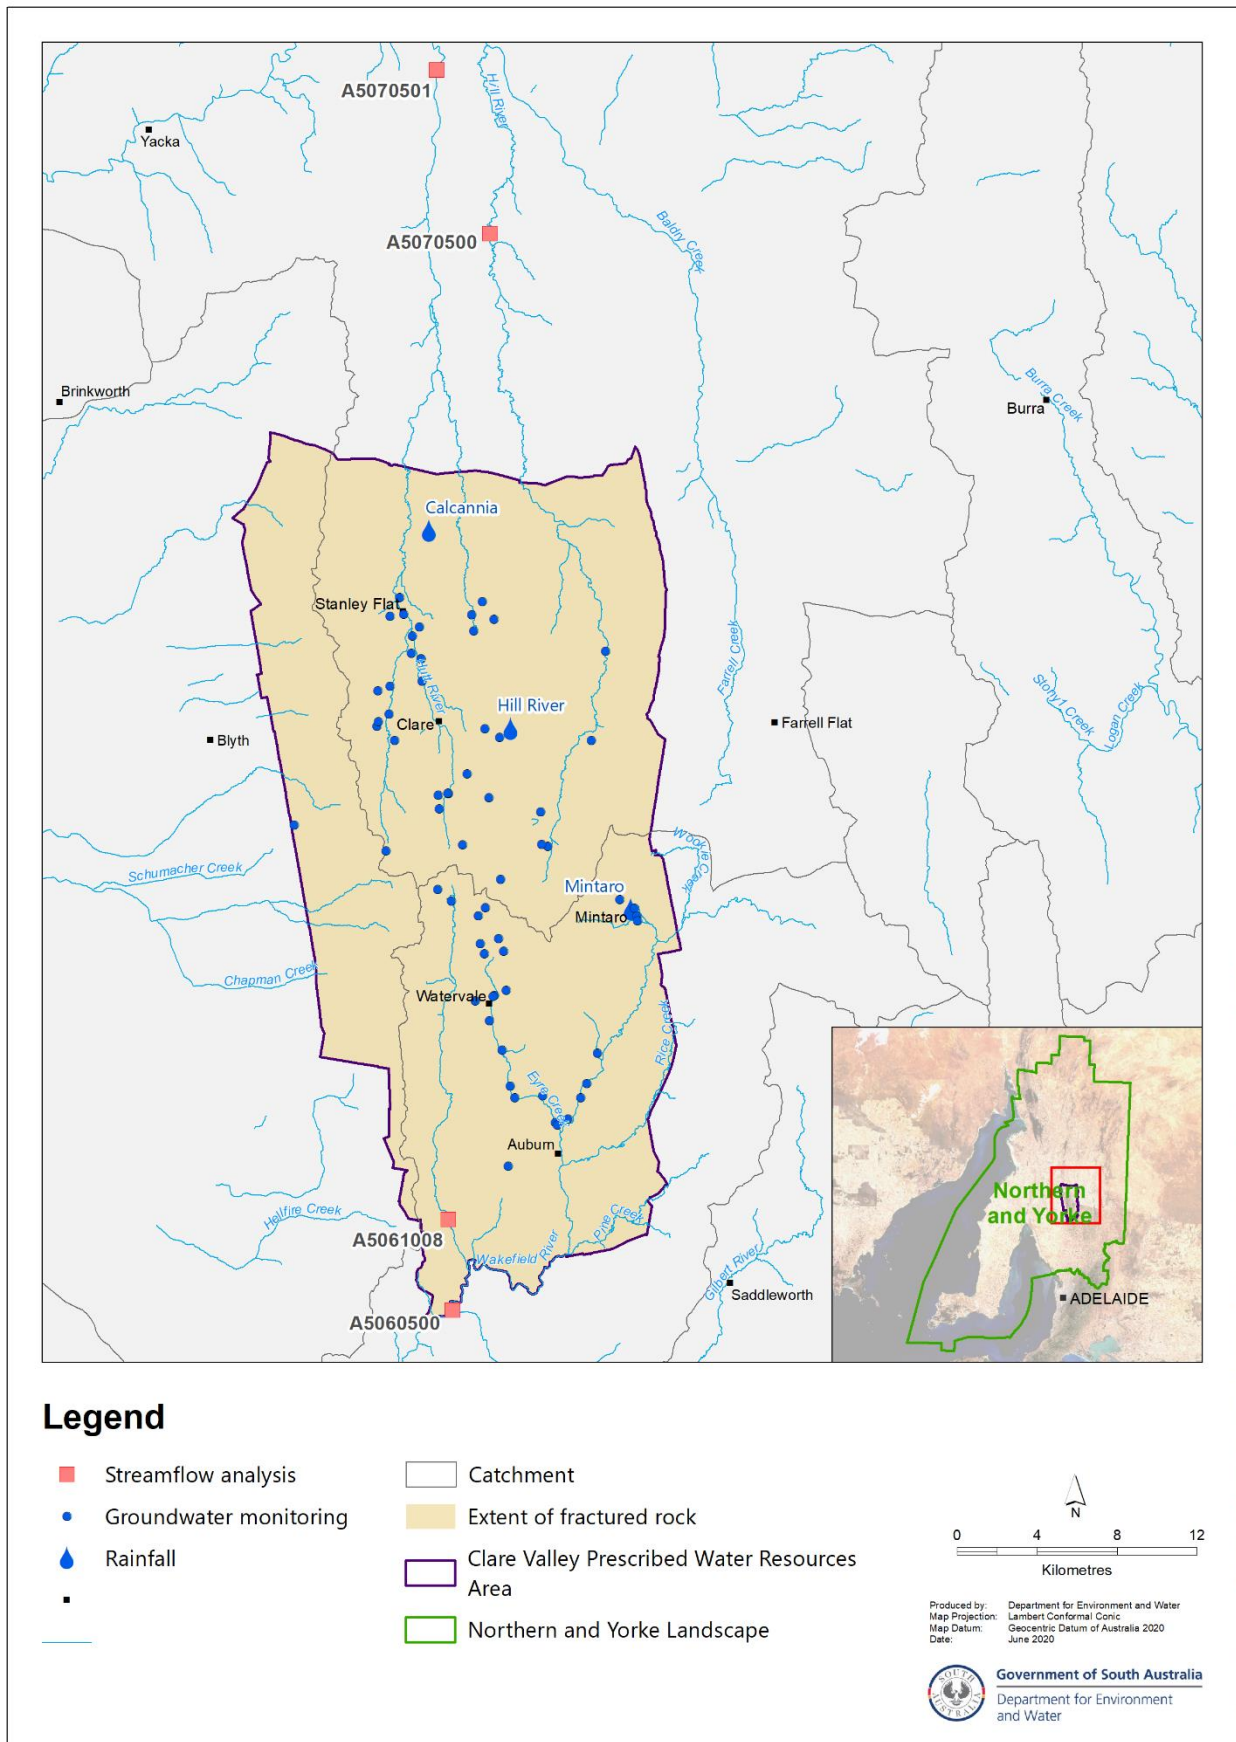 A5070501
Hill River
Yacka
Baldry Creek
A5070500
Brinkworth
Burra Creek
Burra
Calcannia
Stanley Flat
Farrell Creek
Hutt River
Hill River
Clare
Blyth
Farrell Flat
Stony1 Creek
Logan Creek
Wookie Creek
Schumacher Creek
Mintaro
Mintaro
Chapman Creek
Watervale
Rice Creek
Eyre Creek
Auburn
Hellfire Creek
Pine Creek
A5061008
Wakefield River
Gilbert River
Saddleworth
A5060500
Northern
and Yorke
ADELAIDE
Legend
Streamflow analysis
Groundwater monitoring
Rainfall
Catchment
Extent of fractured rock
Clare Valley Prescribed Water Resources
Area
Northern and Yorke Landscape
N
0 4 8 12
Kilometres
Produced by: Department for Environment and Water
Map Projection: Lambert Conformal Conic
Map Datum: Geocentric Datum of Australia 2020
Date: June 2020
SOUTH AUSTRALIA
Government of South Australia
Department for Environment
and Water